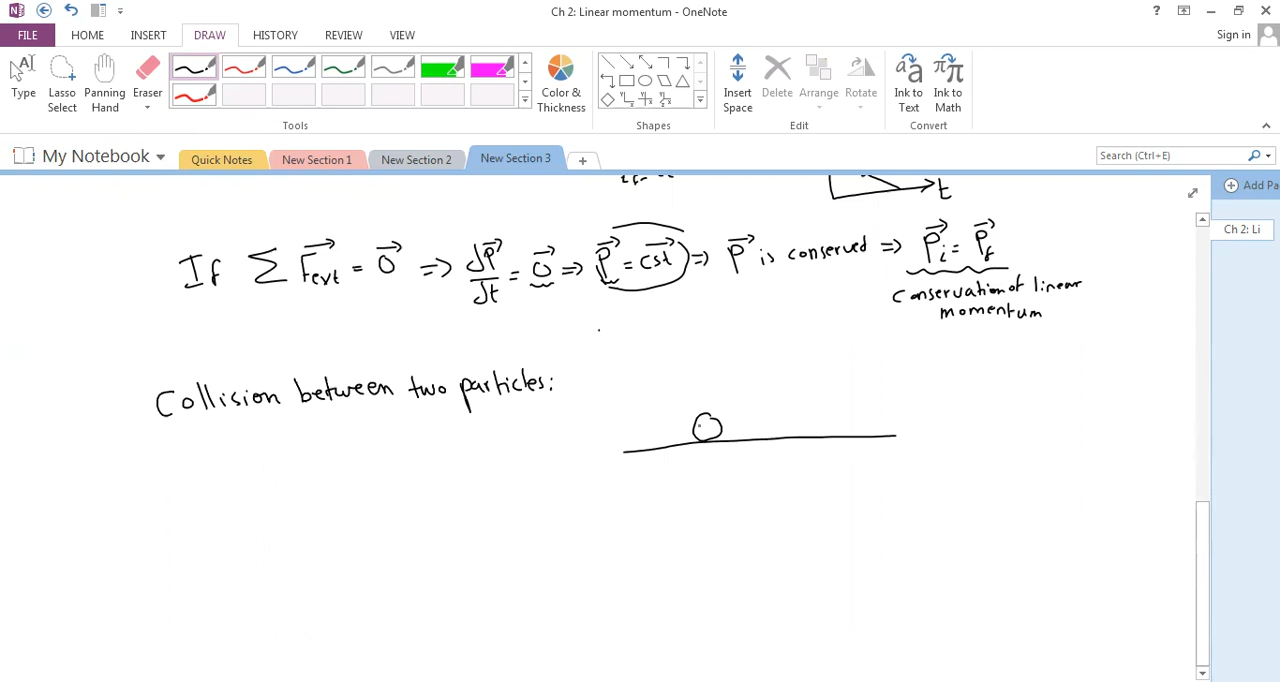 Ch 2: Linear momentum - OneNote
?
FILE HOME INSERT DRAW HISTORY REVIEW VIEW
Sign in
Type
Lasso Select
Panning Hand
Eraser
Color & Thickness
Insert Space
Delete
Arrange
Rotate
Ink to Text
Ink to Math
Tools
Shapes
Edit
Convert
My Notebook
Quick Notes
New Section 1
New Section 2
New Section 3
Search (Ctrl+E)
Add Pa
Ch 2: Li
t
If ∑ F⃗ext = 0⃗ => dP⃗/dt = 0⃗ => P⃗ = cst⃗ => P⃗ is conserved => P⃗i = P⃗f
conservation of linear
momentum
Collision between two particles: